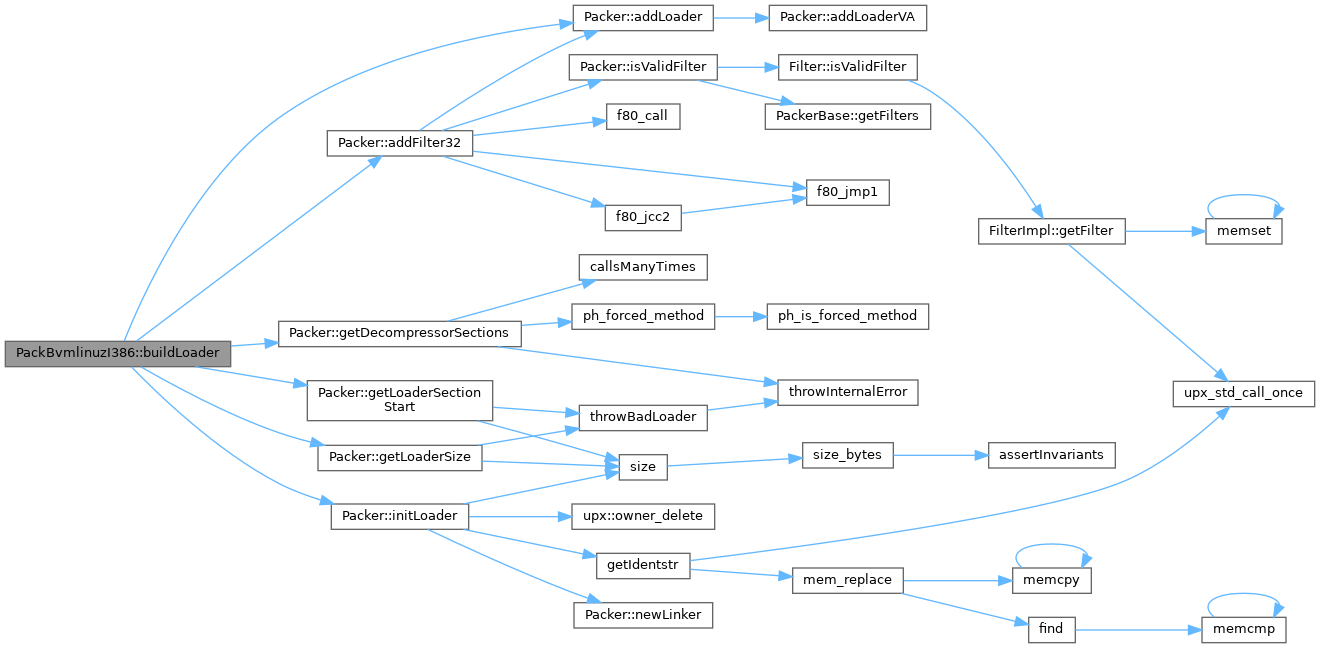 Packer::addLoader
Packer::addLoaderVA
Packer::isValidFilter
Filter::isValidFilter
f80_call
PackerBase::getFilters
Packer::addFilter32
f80_jmp1
f80_jcc2
FilterImpl::getFilter
memset
callsManyTimes
Packer::getDecompressorSections
ph_forced_method
ph_is_forced_method
PackBvmlinuzI386::buildLoader
Packer::getLoaderSection
Start
throwInternalError
upx_std_call_once
throwBadLoader
Packer::getLoaderSize
size
size_bytes
assertInvariants
Packer::initLoader
upx::owner_delete
getIdentstr
mem_replace
memcpy
Packer::newLinker
find
memcmp